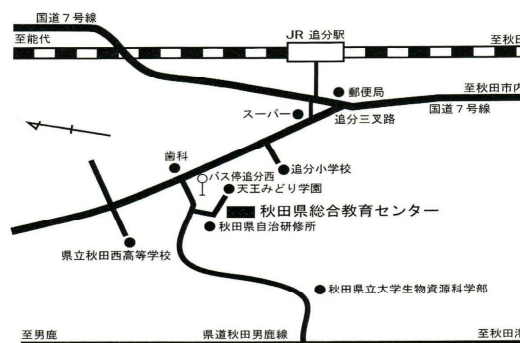 国道７号線
JR 追分駅
至能代
至秋田
郵便局
至秋田市内
スーパー
国道７号線
追分三叉路
歯科
バス停追分西
追分小学校
天王みどり学園
秋田県総合教育センター
秋田県自治研修所
県立秋田西高等学校
秋田県立大学生物資源科学部
至男鹿
県道秋田男鹿線
至秋田港